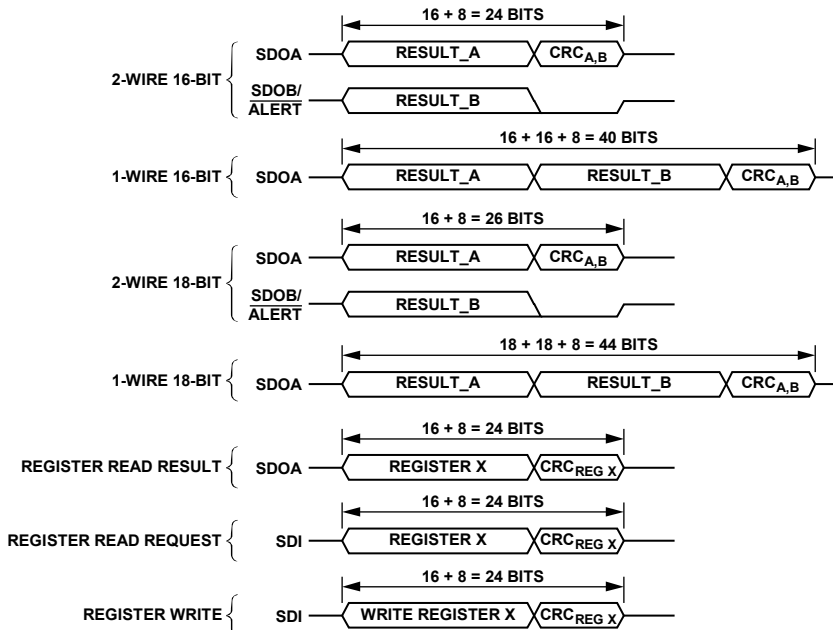 16 + 8 = 24 BITS
2-WIRE 16-BIT
SDOA RESULT_A CRCA,B
SDOB/
ALERT RESULT_B
16 + 16 + 8 = 40 BITS
1-WIRE 16-BIT SDOA RESULT_A RESULT_B CRCA,B
16 + 8 = 26 BITS
2-WIRE 18-BIT
SDOA RESULT_A CRCA,B
SDOB/
ALERT RESULT_B
18 + 18 + 8 = 44 BITS
1-WIRE 18-BIT SDOA RESULT_A RESULT_B CRCA,B
16 + 8 = 24 BITS
REGISTER READ RESULT SDOA REGISTER X CRCREG X
16 + 8 = 24 BITS
REGISTER READ REQUEST SDI REGISTER X CRCREG X
16 + 8 = 24 BITS
REGISTER WRITE SDI WRITE REGISTER X CRCREG X